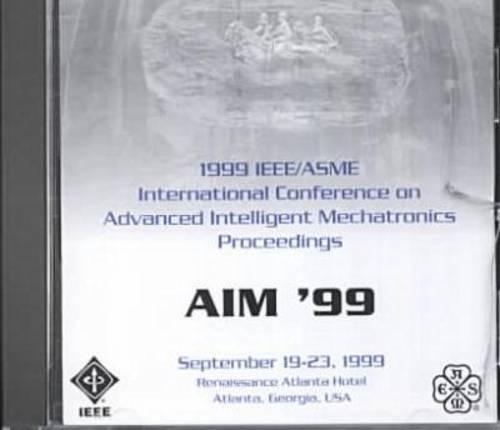 1999 IEEE/ASME
International Conference on
Advanced Intelligent Mechatronics
Proceedings
AIM '99
September 19-23, 1999
Renaissance Atlanta Hotel
Atlanta, Georgia, USA
IEEE
A
E S
M